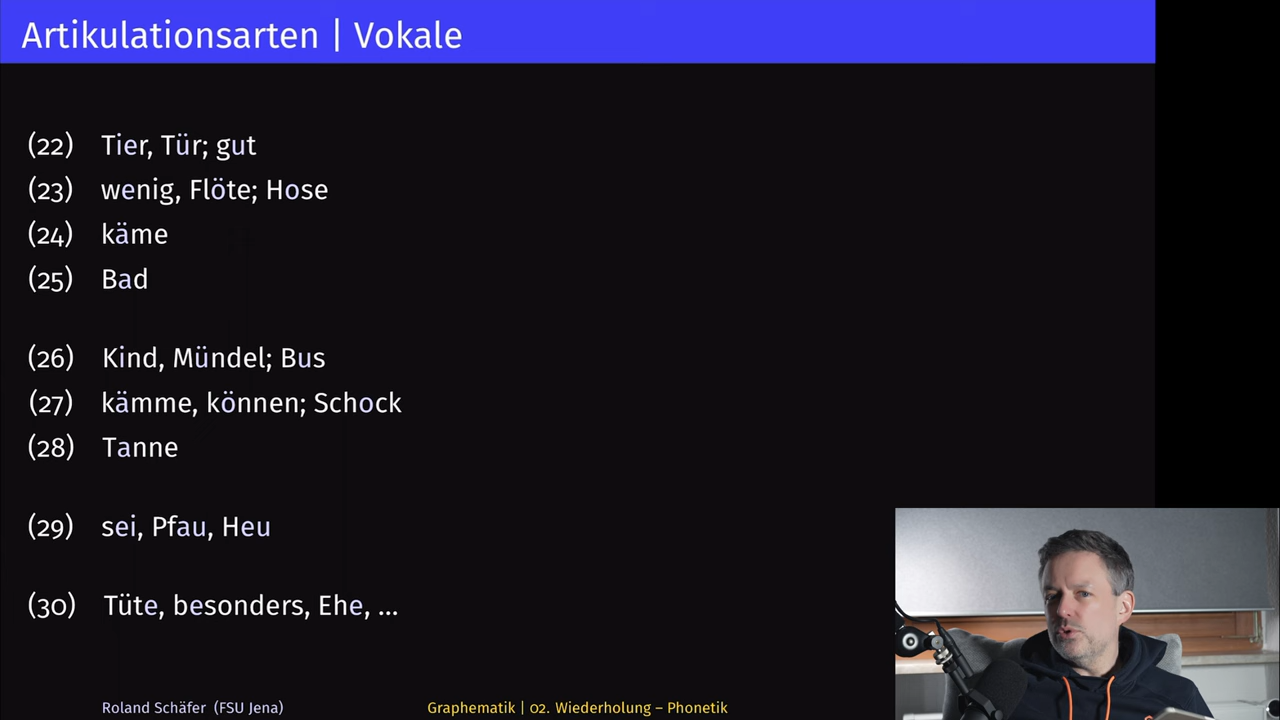 Artikulationsarten | Vokale
(22) Tier, Tür; gut
(23) wenig, Flöte; Hose
(24) käme
(25) Bad
(26) Kind, Mündel; Bus
(27) kämme, können; Schock
(28) Tanne
(29) sei, Pfau, Heu
(30) Tüte, besonders, Ehe, ...
Roland Schäfer (FSU Jena) Graphematik | 02. Wiederholung – Phonetik